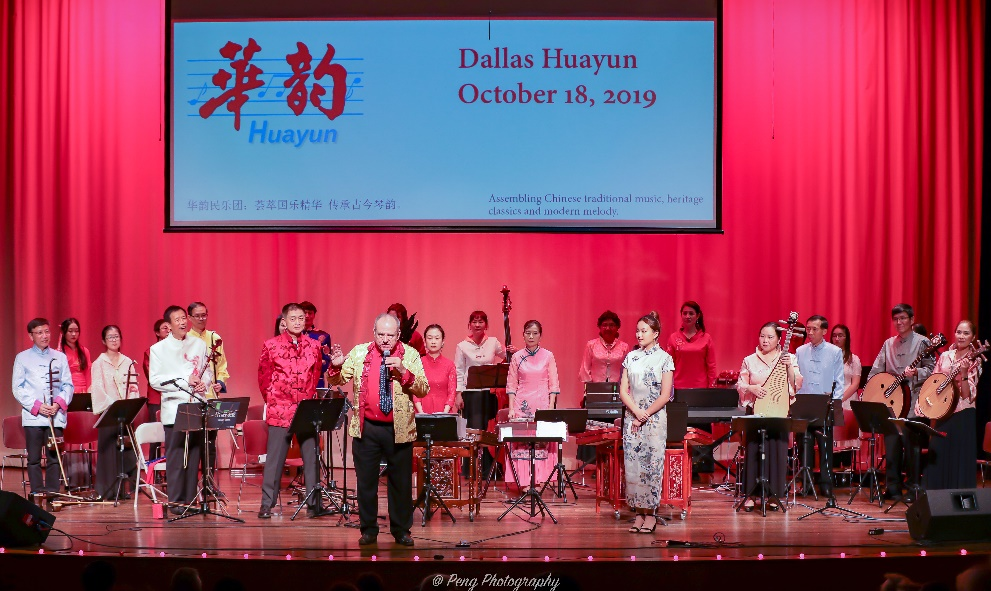 華韵
Huayun
Dallas Huayun
October 18, 2019
华韵民乐团：荟萃国乐精华 传承古今琴韵.
Assembling Chinese traditional music, heritage
classics and modern melody.
@ Peng Photography